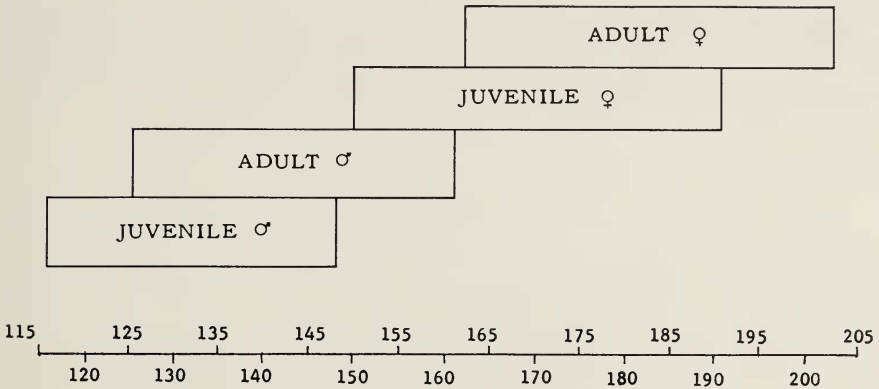 ADULT ♀
JUVENILE ♀
ADULT ♂
JUVENILE ♂
115 125 135 145 155 165 175 185 195 205
120 130 140 150 160 170 180 190 200